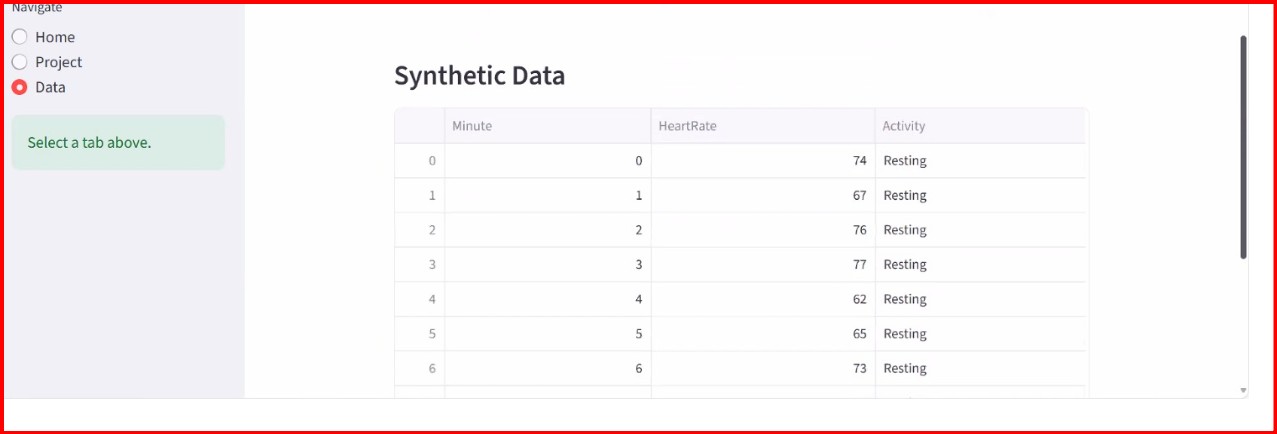 Navigate
Home
Project
Data
Select a tab above.
Synthetic Data
Minute HeartRate Activity
0 0 74 Resting
1 1 67 Resting
2 2 76 Resting
3 3 77 Resting
4 4 62 Resting
5 5 65 Resting
6 6 73 Resting